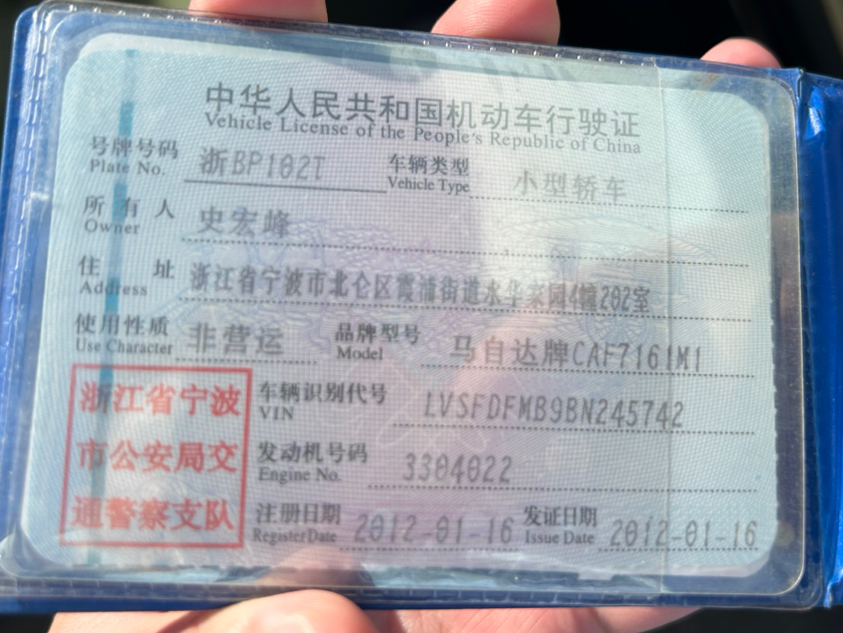 中华人民共和国机动车行驶证
Vehicle License of the People's Republic of China
号牌号码 浙BP102T 车辆类型 小型轿车
Plate No. Vehicle Type
所有人 史宏峰
Owner
住址 浙江省宁波市北仑区霞浦街道永华家园4幢202室
Address
使用性质 非营运 品牌型号 马自达牌CAF7161M1
Use Character Model
车辆识别代号 LVSFDFMB9BN245742
VIN
发动机号码 3304022
Engine No.
注册日期 2012-01-16 发证日期 2012-01-16
Register Date Issue Date
浙江省宁波
市公安局交
通警察支队